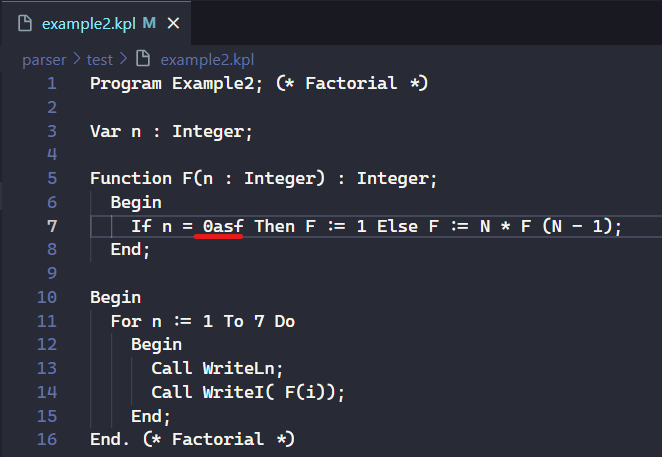 example2.kpl M ×
parser > test > example2.kpl
1 Program Example2; (* Factorial *)
2
3 Var n : Integer;
4
5 Function F(n : Integer) : Integer;
6 Begin
7 If n = 0asf Then F := 1 Else F := N * F (N - 1);
8 End;
9
10 Begin
11 For n := 1 To 7 Do
12 Begin
13 Call WriteLn;
14 Call WriteI( F(i));
15 End;
16 End. (* Factorial *)